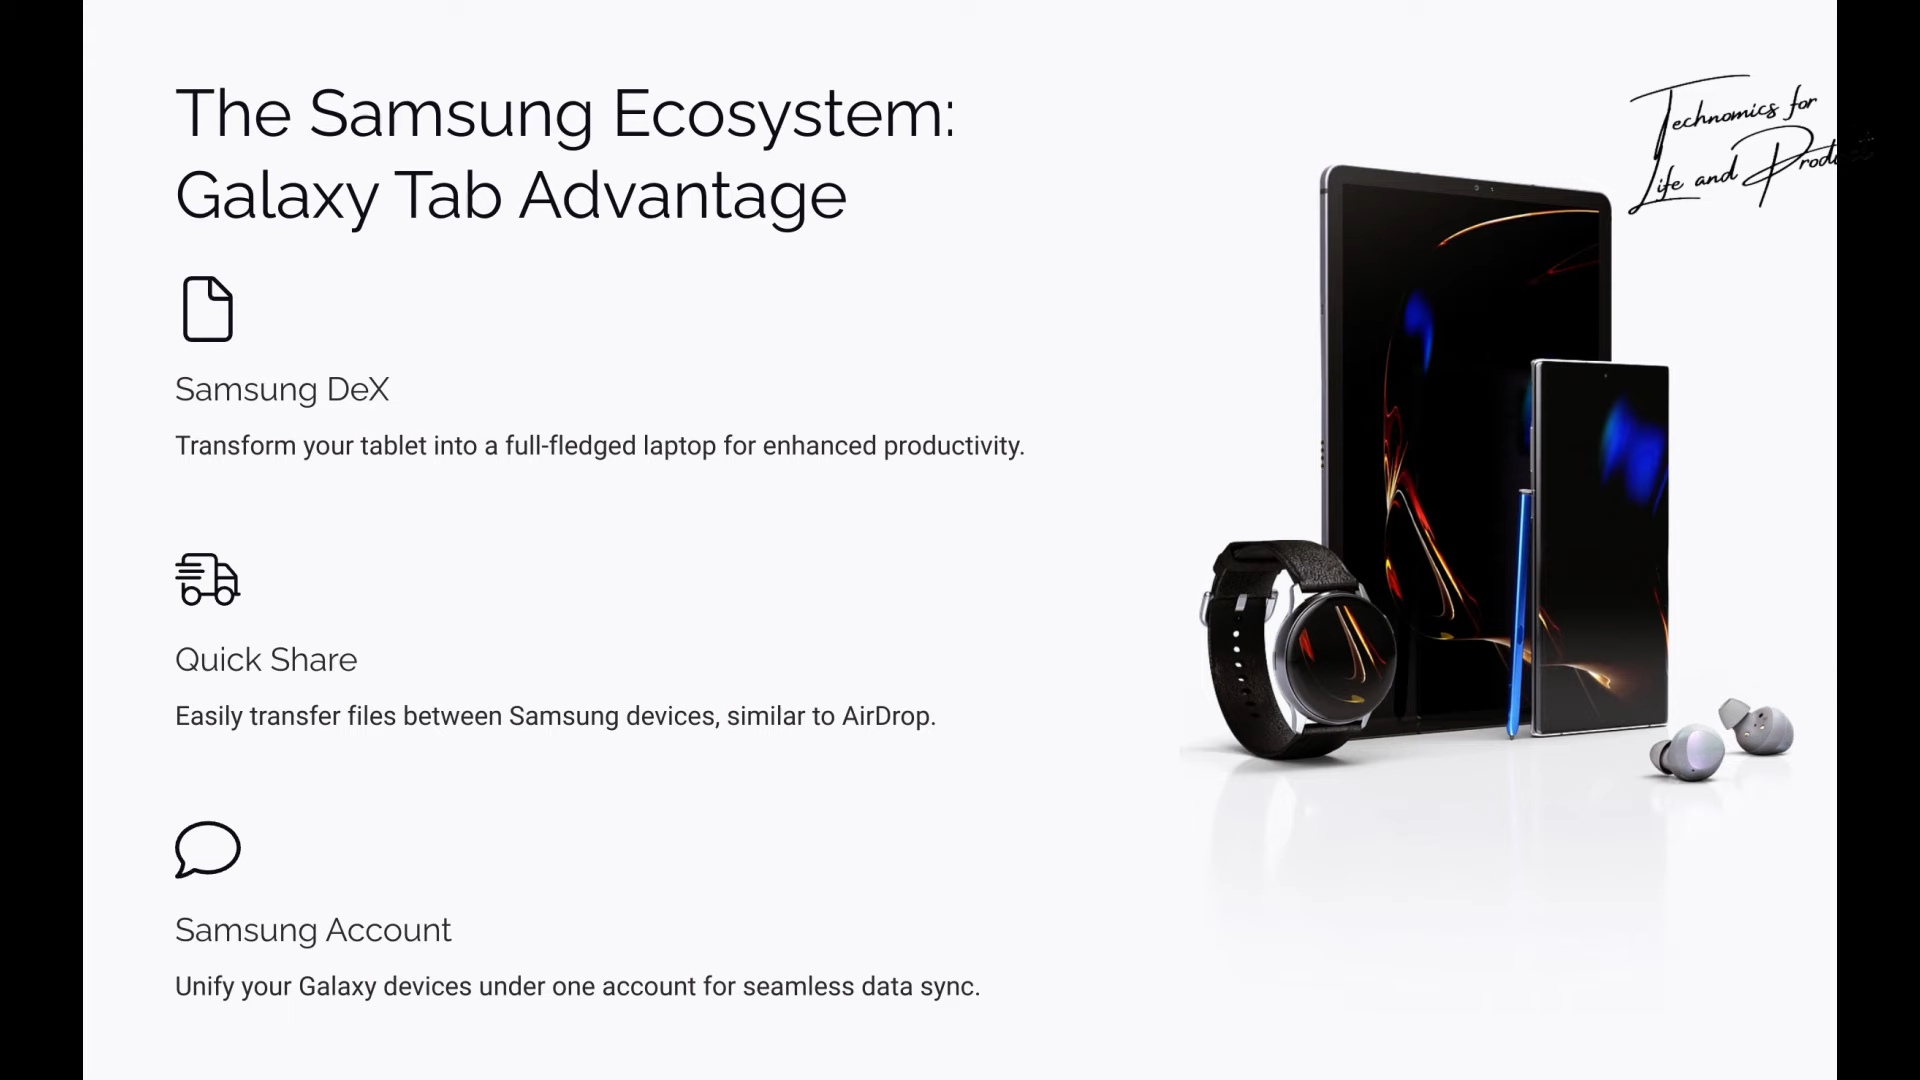 The Samsung Ecosystem:
Galaxy Tab Advantage
Technomics for
Life and
Samsung DeX
Transform your tablet into a full-fledged laptop for enhanced productivity.
Quick Share
Easily transfer files between Samsung devices, similar to AirDrop.
Samsung Account
Unify your Galaxy devices under one account for seamless data sync.